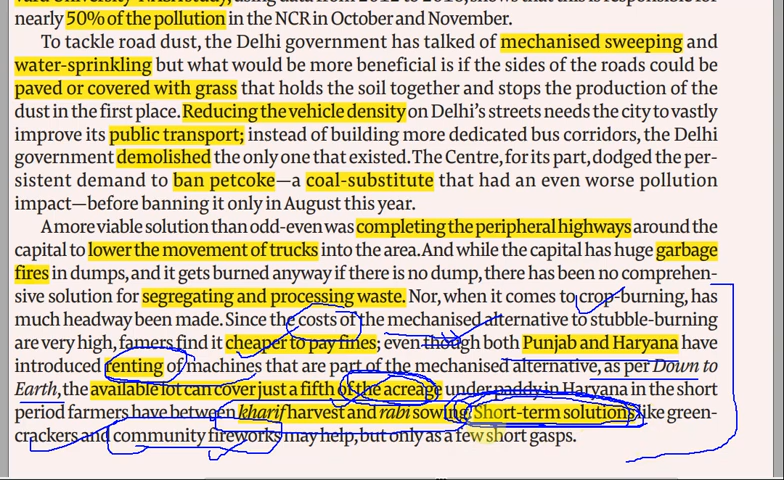 nearly 50% of the pollution in the NCR in October and November.
To tackle road dust, the Delhi government has talked of mechanised sweeping and
water-sprinkling but what would be more beneficial is if the sides of the roads could be
paved or covered with grass that holds the soil together and stops the production of the
dust in the first place. Reducing the vehicle density on Delhi's streets needs the city to vastly
improve its public transport; instead of building more dedicated bus corridors, the Delhi
government demolished the only one that existed. The Centre, for its part, dodged the per-
sistent demand to ban petcoke—a coal-substitute that had an even worse pollution
impact—before banning it only in August this year.
A more viable solution than odd-even was completing the peripheral highways around the
capital to lower the movement of trucks into the area. And while the capital has huge garbage
fires in dumps, and it gets burned anyway if there is no dump, there has been no comprehen-
sive solution for segregating and processing waste. Nor, when it comes to crop-burning, has
much headway been made. Since the costs of the mechanised alternative to stubble-burning
are very high, famers find it cheaper to pay fines; even though both Punjab and Haryana have
introduced renting of machines that are part of the mechanised alternative, as per Down to
Earth, the available lot can cover just a fifth of the acreage under paddy in Haryana in the short
period farmers have between kharif harvest and rabi sowing. Short-term solutions like green-
crackers and community fireworks may help, but only as a few short gasps.